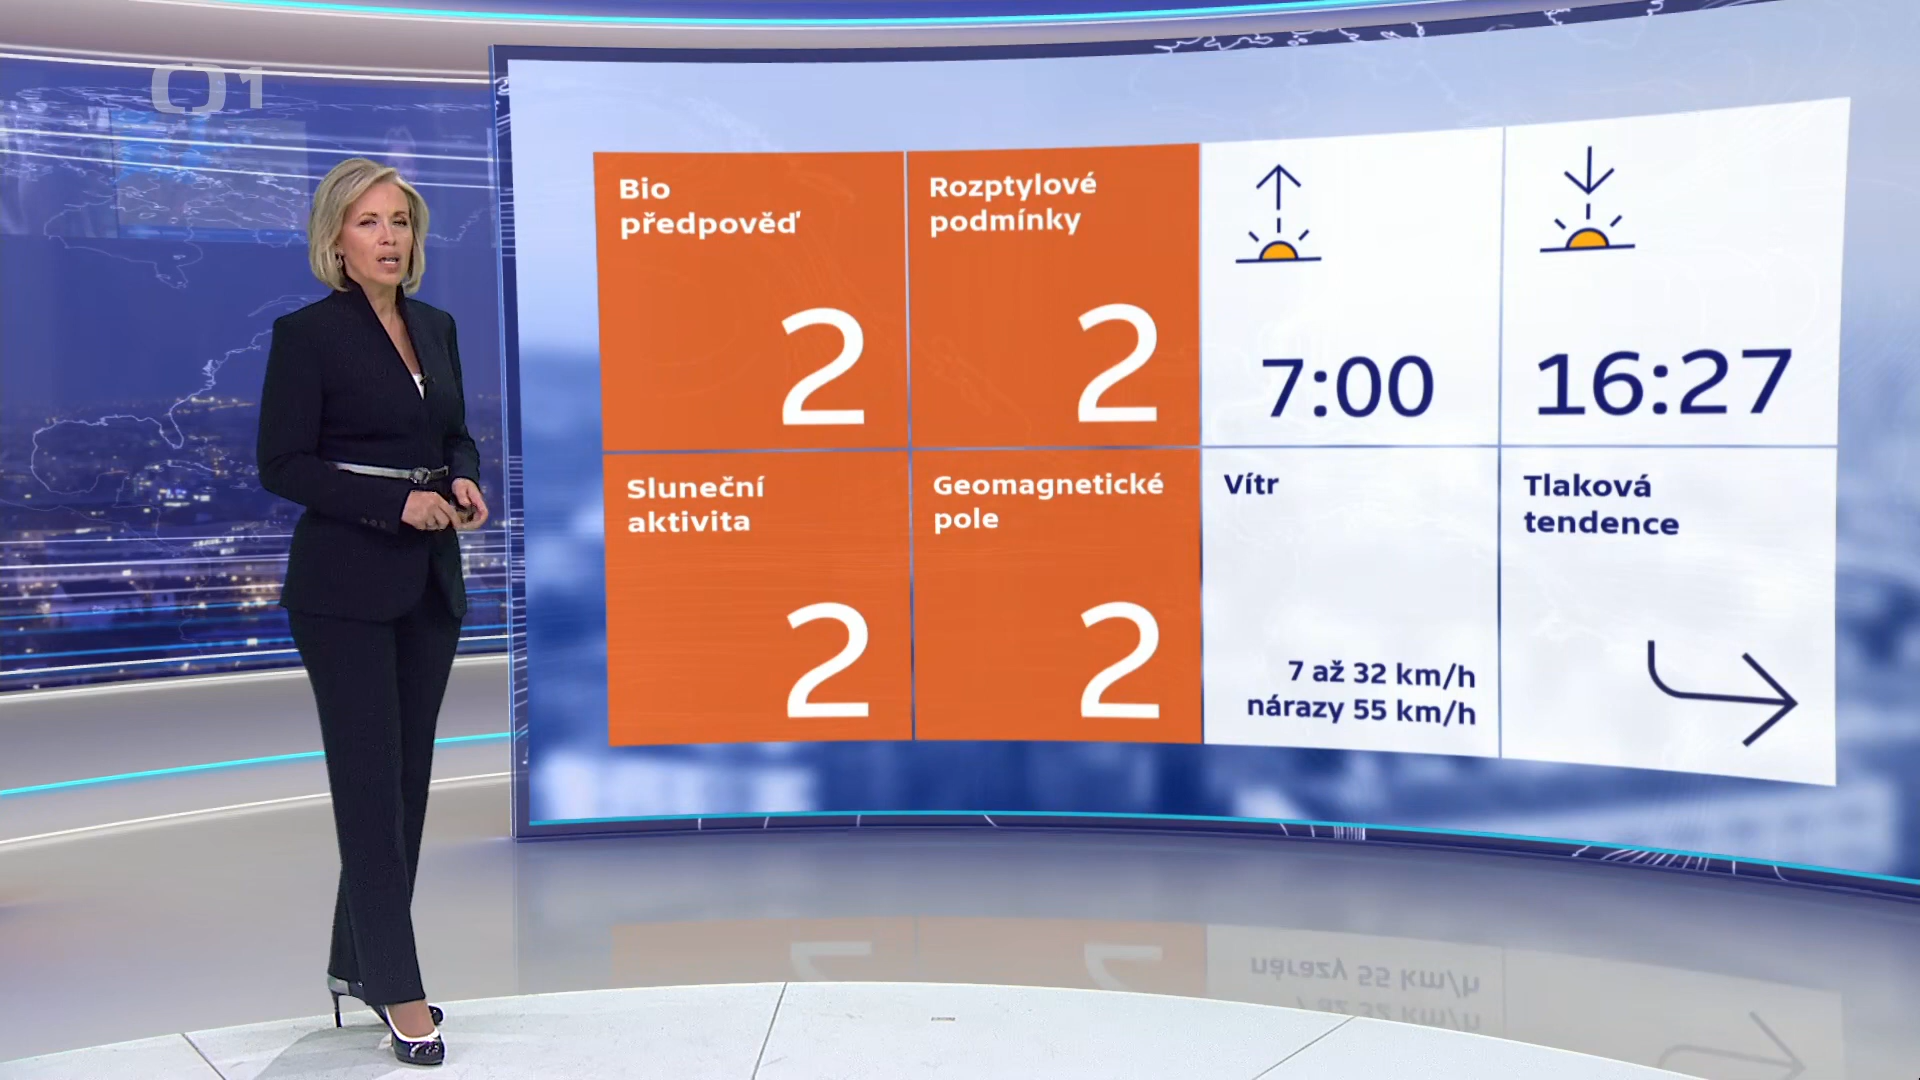 1
Bio
předpověď
2
Rozptylové
podmínky
2
7:00
16:27
Sluneční
aktivita
2
Geomagnetické
pole
2
Vítr
7 až 32 km/h
nárazy 55 km/h
Tlaková
tendence